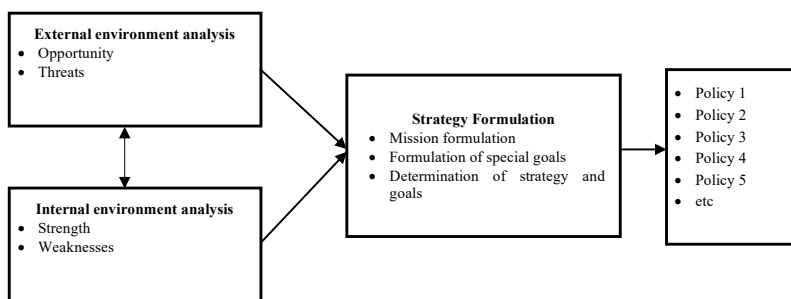 External environment analysis
• Opportunity
• Threats
Internal environment analysis
• Strength
• Weaknesses
Strategy Formulation
• Mission formulation
• Formulation of special goals
• Determination of strategy and
goals
• Policy 1
• Policy 2
• Policy 3
• Policy 4
• Policy 5
• etc